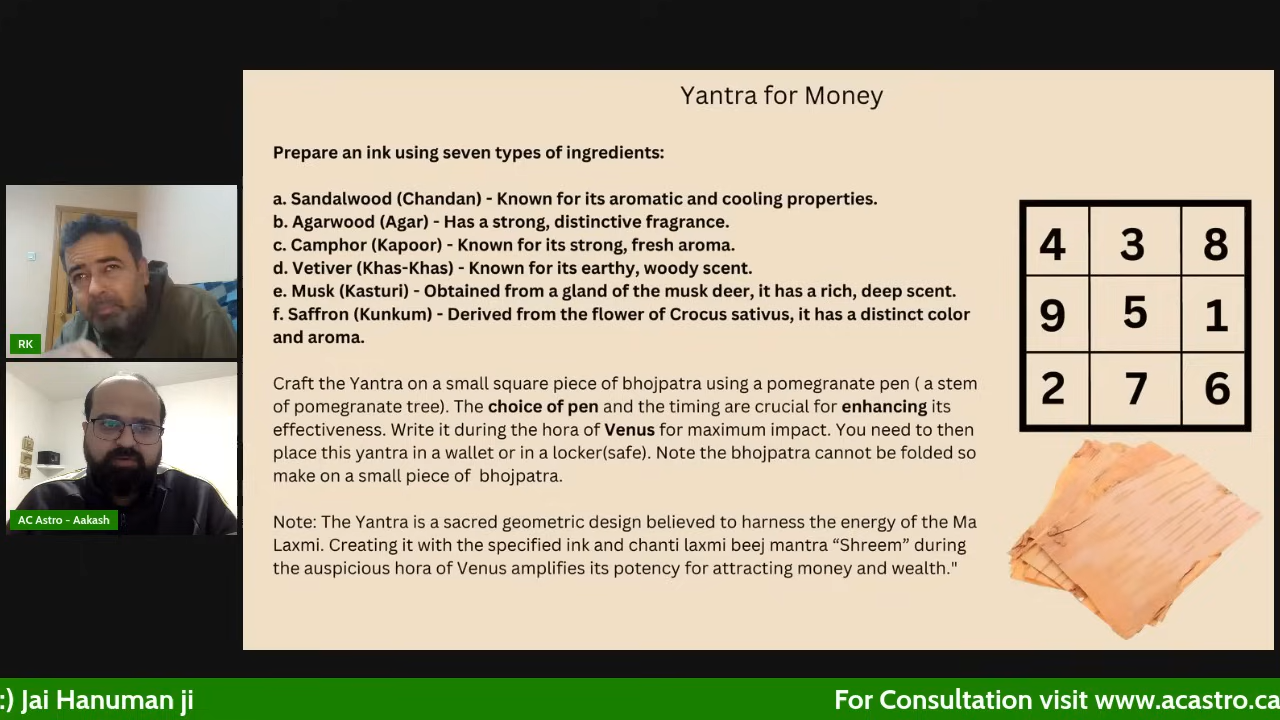 Yantra for Money
Prepare an ink using seven types of ingredients:
a. Sandalwood (Chandan) - Known for its aromatic and cooling properties.
b. Agarwood (Agar) - Has a strong, distinctive fragrance.
c. Camphor (Kapoor) - Known for its strong, fresh aroma.
d. Vetiver (Khas-Khas) - Known for its earthy, woody scent.
e. Musk (Kasturi) - Obtained from a gland of the musk deer, it has a rich, deep scent.
f. Saffron (Kunkum) - Derived from the flower of Crocus sativus, it has a distinct color
and aroma.
Craft the Yantra on a small square piece of bhojpatra using a pomegranate pen ( a stem
of pomegranate tree). The choice of pen and the timing are crucial for enhancing its
effectiveness. Write it during the hora of Venus for maximum impact. You need to then
place this yantra in a wallet or in a locker(safe). Note the bhojpatra cannot be folded so
make on a small piece of  bhojpatra.
Note: The Yantra is a sacred geometric design believed to harness the energy of the Ma
Laxmi. Creating it with the specified ink and chanti laxmi beej mantra “Shreem” during
the auspicious hora of Venus amplifies its potency for attracting money and wealth."
4 3 8
9 5 1
2 7 6
RK
AC Astro - Aakash
:) Jai Hanuman ji
For Consultation visit www.acastro.ca